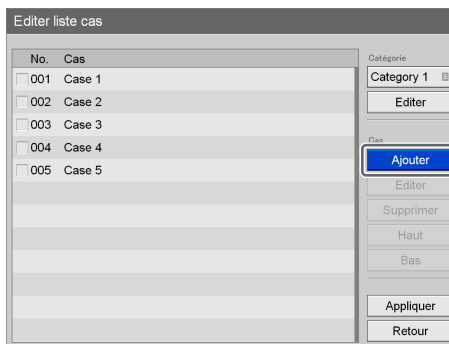 Editer liste cas
No. Cas
001 Case 1
002 Case 2
003 Case 3
004 Case 4
005 Case 5
Catégorie
Category 1
Editer
Cas
Ajouter
Editer
Supprimer
Haut
Bas
Appliquer
Retour